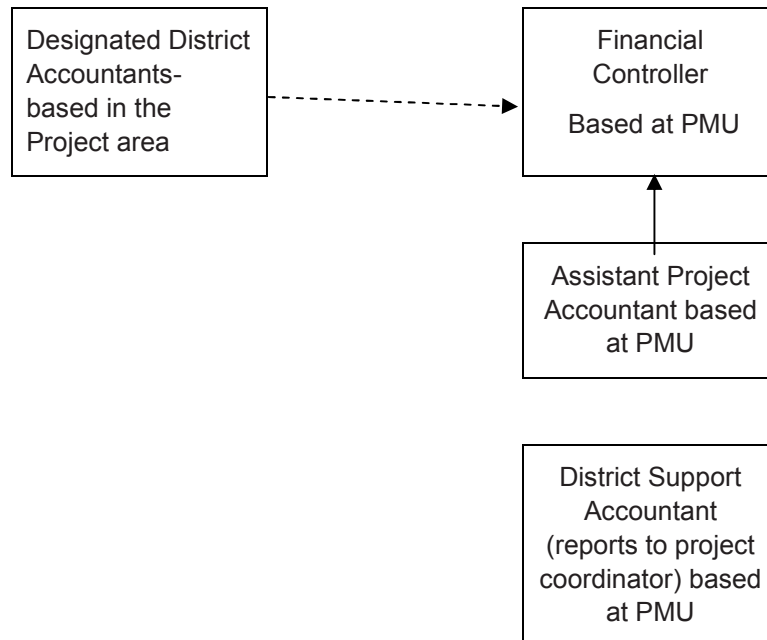 Designated District
Accountants-
based in the
Project area
Financial
Controller
Based at PMU
Assistant Project
Accountant based
at PMU
District Support
Accountant
(reports to project
coordinator) based
at PMU